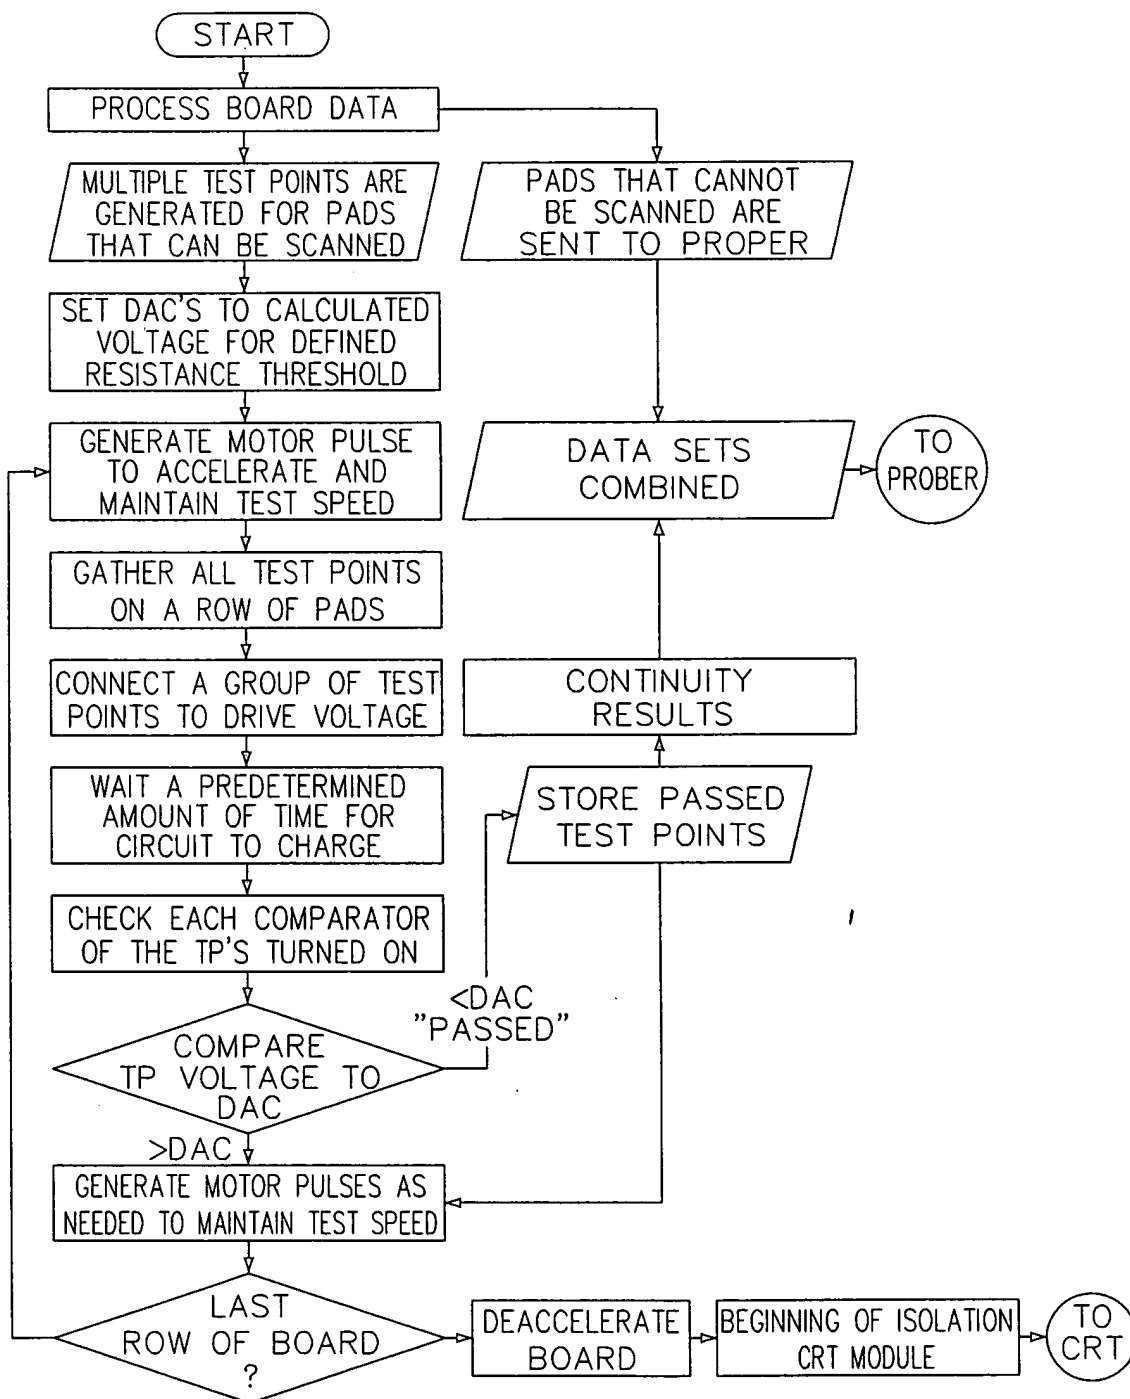 START
PROCESS BOARD DATA
MULTIPLE TEST POINTS ARE
GENERATED FOR PADS
THAT CAN BE SCANNED
PADS THAT CANNOT
BE SCANNED ARE
SENT TO PROPER
SET DAC'S TO CALCULATED
VOLTAGE FOR DEFINED
RESISTANCE THRESHOLD
GENERATE MOTOR PULSE
TO ACCELERATE AND
MAINTAIN TEST SPEED
DATA SETS
COMBINED
TO
PROBER
GATHER ALL TEST POINTS
ON A ROW OF PADS
CONNECT A GROUP OF TEST
POINTS TO DRIVE VOLTAGE
CONTINUITY
RESULTS
WAIT A PREDETERMINED
AMOUNT OF TIME FOR
CIRCUIT TO CHARGE
STORE PASSED
TEST POINTS
CHECK EACH COMPARATOR
OF THE TP'S TURNED ON
<DAC
"PASSED"
COMPARE
TP VOLTAGE TO
DAC
>DAC
GENERATE MOTOR PULSES AS
NEEDED TO MAINTAIN TEST SPEED
LAST
ROW OF BOARD
?
DEACCELERATE
BOARD
BEGINNING OF ISOLATION
CRT MODULE
TO
CRT